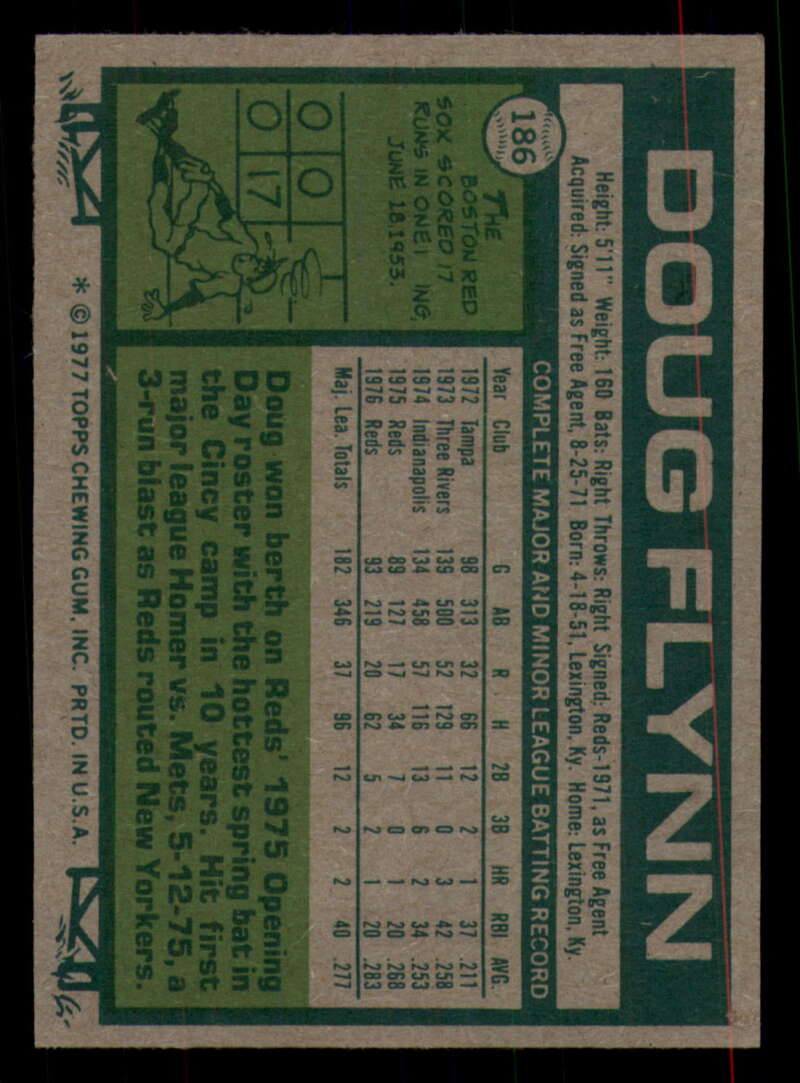 186
DOUG FLYNN
Height: 5'11" Weight: 160 Bats: Right Throws: Right Signed: Reds-1971, as Free Agent
Acquired: Signed as Free Agent, 8-25-71 Born: 4-18-51, Lexington, Ky. Home: Lexington, Ky.
COMPLETE MAJOR AND MINOR LEAGUE BATTING RECORD
Year Club G AB R H 2B 3B HR RBI AVG.
1972 Tampa 98 313 32 66 12 2 1 37 .211
1973 Three Rivers 139 500 52 129 11 0 3 42 .258
1974 Indianapolis 134 458 57 116 13 6 2 34 .253
1975 Reds 89 127 17 34 7 0 1 20 .268
1976 Reds 93 219 20 62 5 2 1 20 .283
Maj. Lea. Totals 182 346 37 96 12 2 2 40 .277
THE
BOSTON RED
SOX SCORED 17
RUNS IN ONE I ING,
JUNE 18, 1953.
0 0 1
0 17
Doug won berth on Reds' 1975 Opening
Day roster with the hottest spring bat in
the Cincy camp in 10 years. Hit first
major league Homer vs. Mets, 5-12-75, a
3-run blast as Reds routed New Yorkers.
* © 1977 TOPPS CHEWING GUM, INC. PRTD. IN U.S.A.